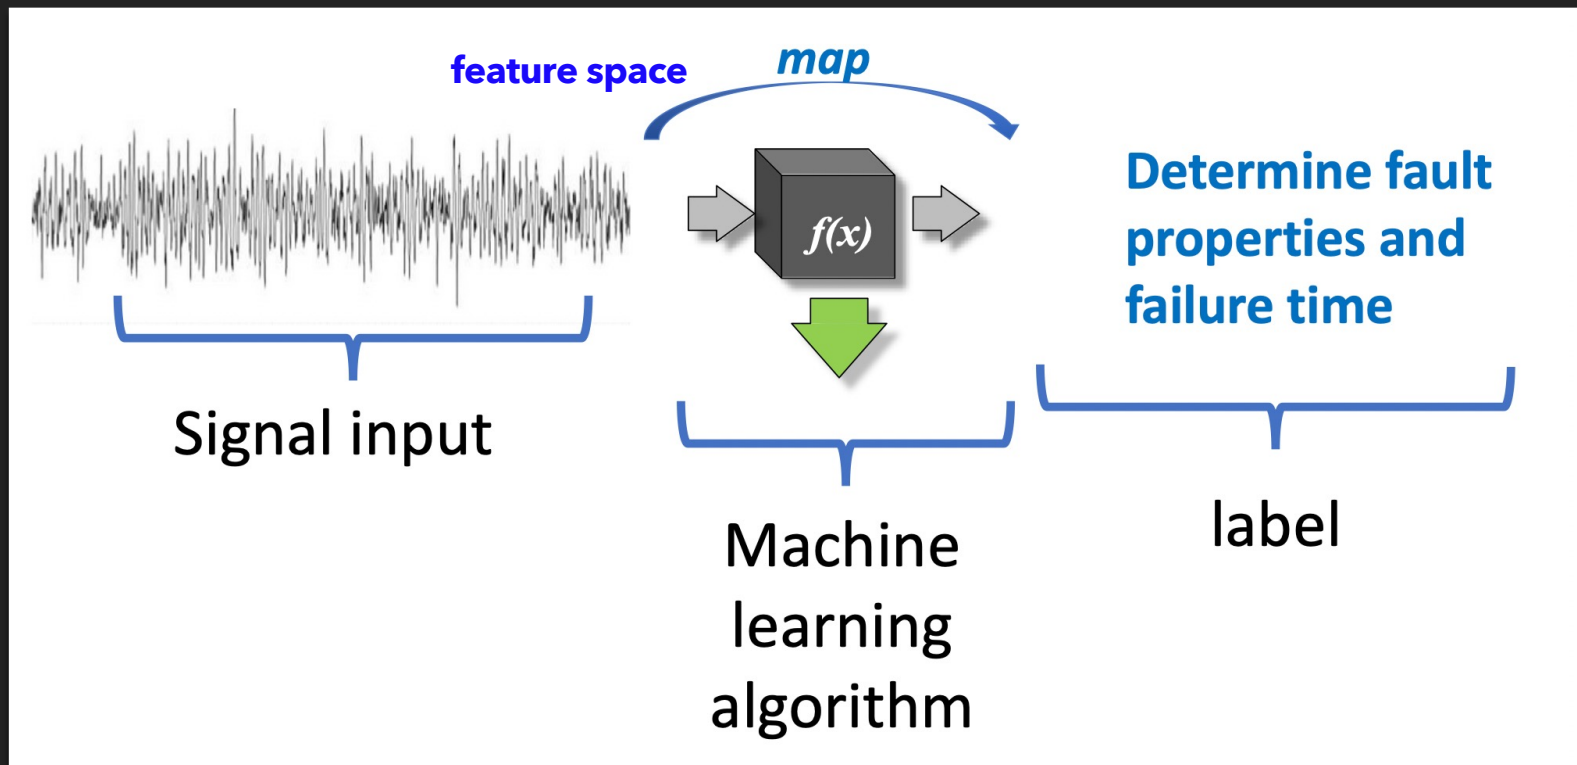 feature space
map
f(x)
Determine fault
properties and
failure time
Signal input
Machine
learning
algorithm
label